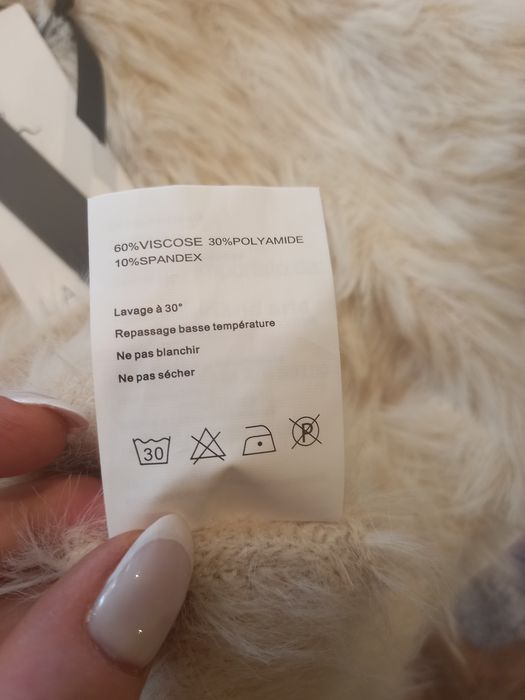 60%VISCOSE 30%POLYAMIDE
10%SPANDEX
Lavage à 30°
Repassage basse température
Ne pas blanchir
Ne pas sécher
30
P